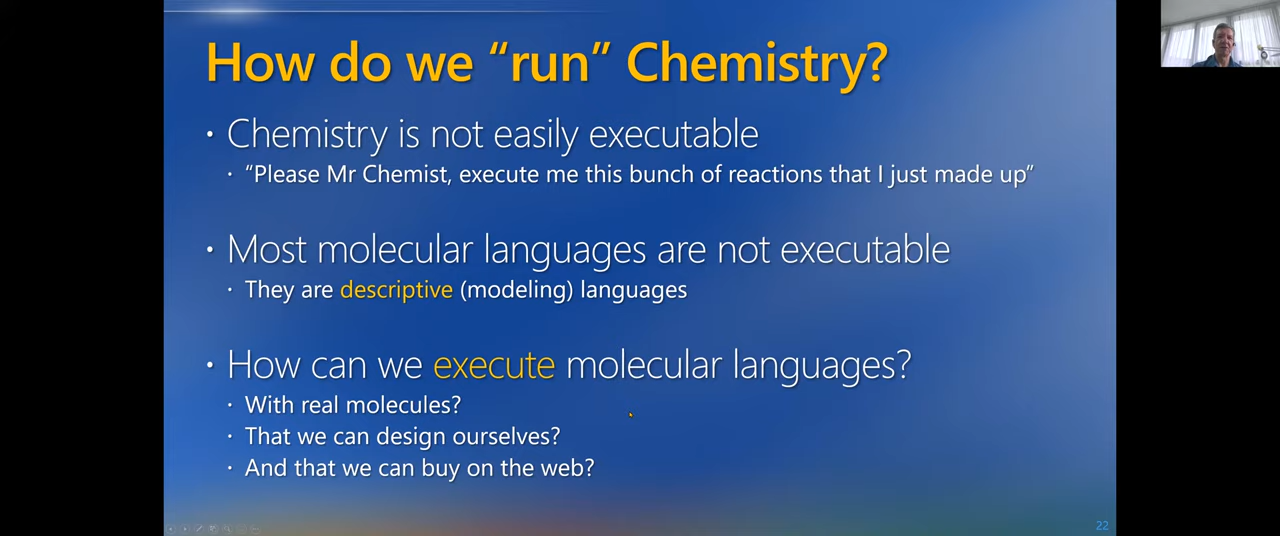 How do we “run” Chemistry?
• Chemistry is not easily executable
• “Please Mr Chemist, execute me this bunch of reactions that I just made up”
• Most molecular languages are not executable
• They are descriptive (modeling) languages
• How can we execute molecular languages?
• With real molecules?
• That we can design ourselves?
• And that we can buy on the web?
22